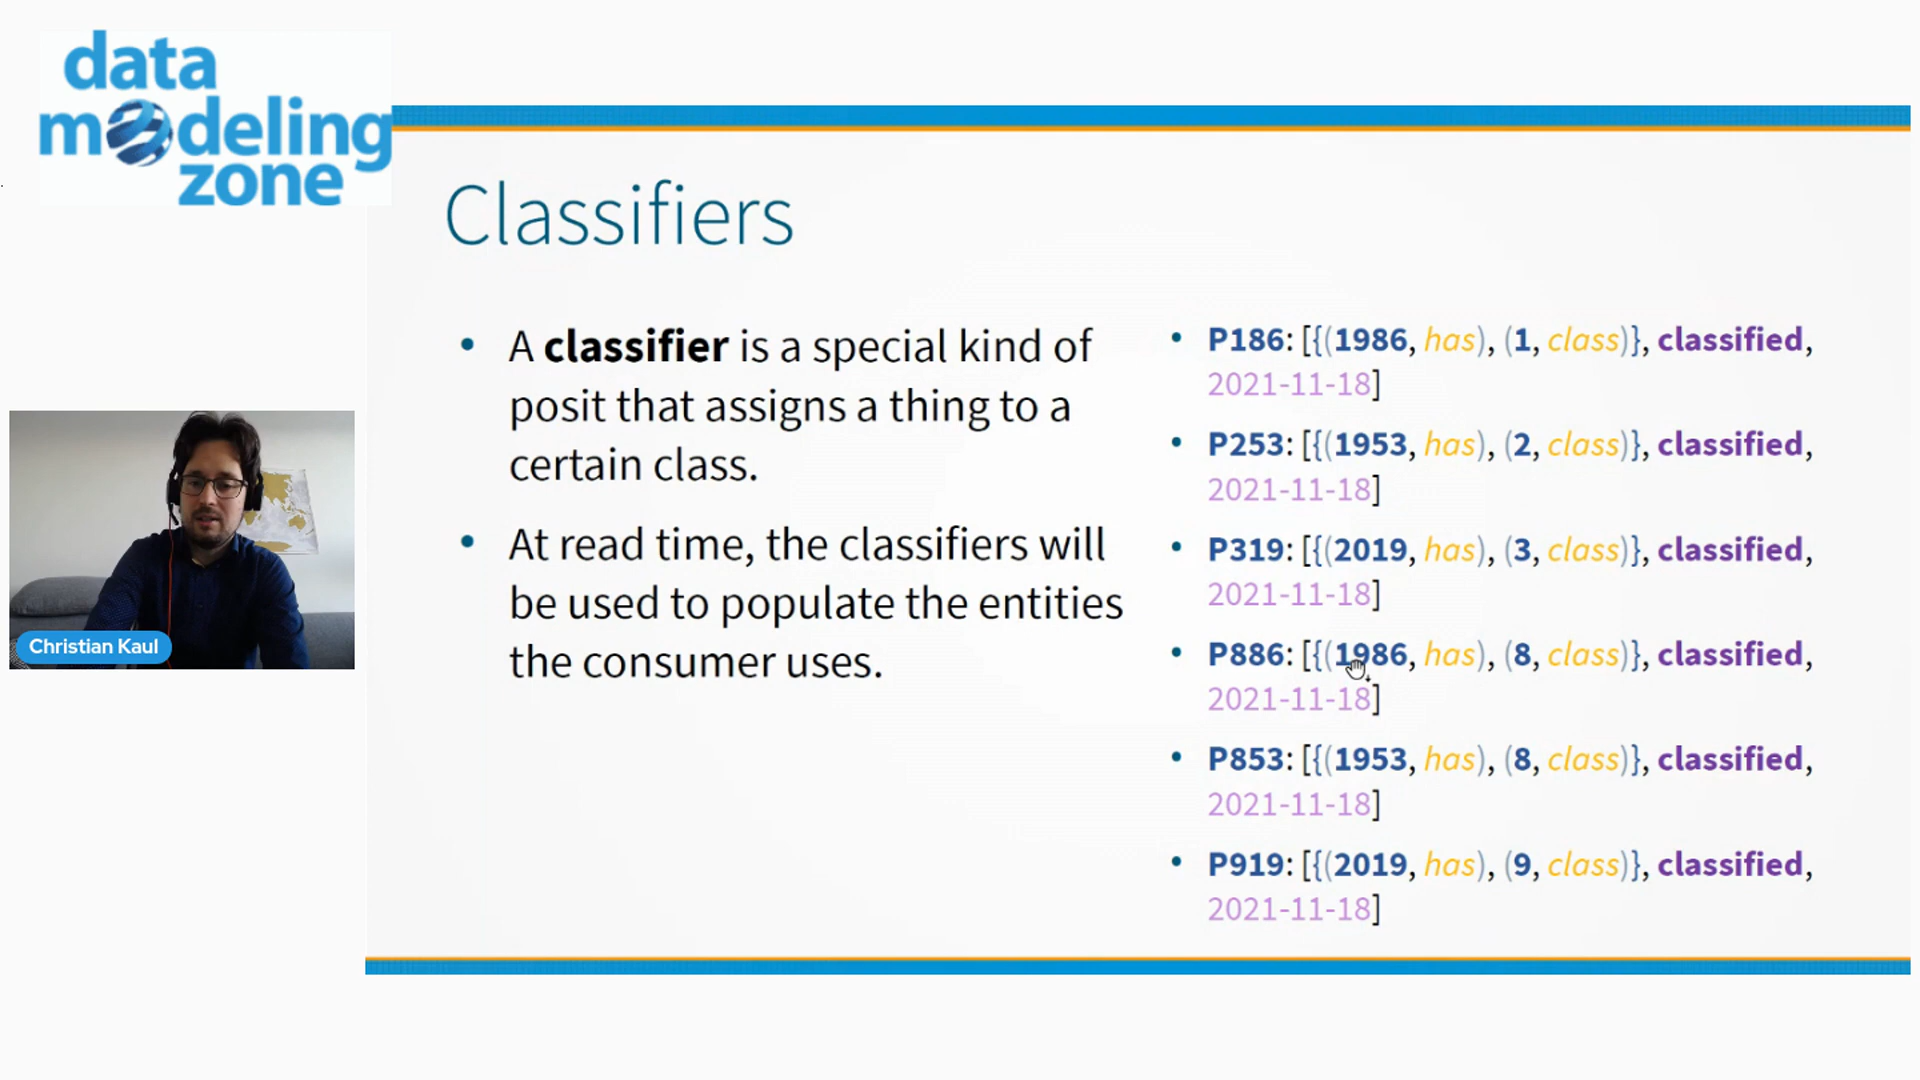 data
modeling
zone
Classifiers
• A classifier is a special kind of
posit that assigns a thing to a
certain class.
• At read time, the classifiers will
be used to populate the entities
the consumer uses.
• P186: [{(1986, has), (1, class)}, classified,
2021-11-18]
• P253: [{(1953, has), (2, class)}, classified,
2021-11-18]
• P319: [{(2019, has), (3, class)}, classified,
2021-11-18]
• P886: [{(1986, has), (8, class)}, classified,
2021-11-18]
• P853: [{(1953, has), (8, class)}, classified,
2021-11-18]
• P919: [{(2019, has), (9, class)}, classified,
2021-11-18]
Christian Kaul